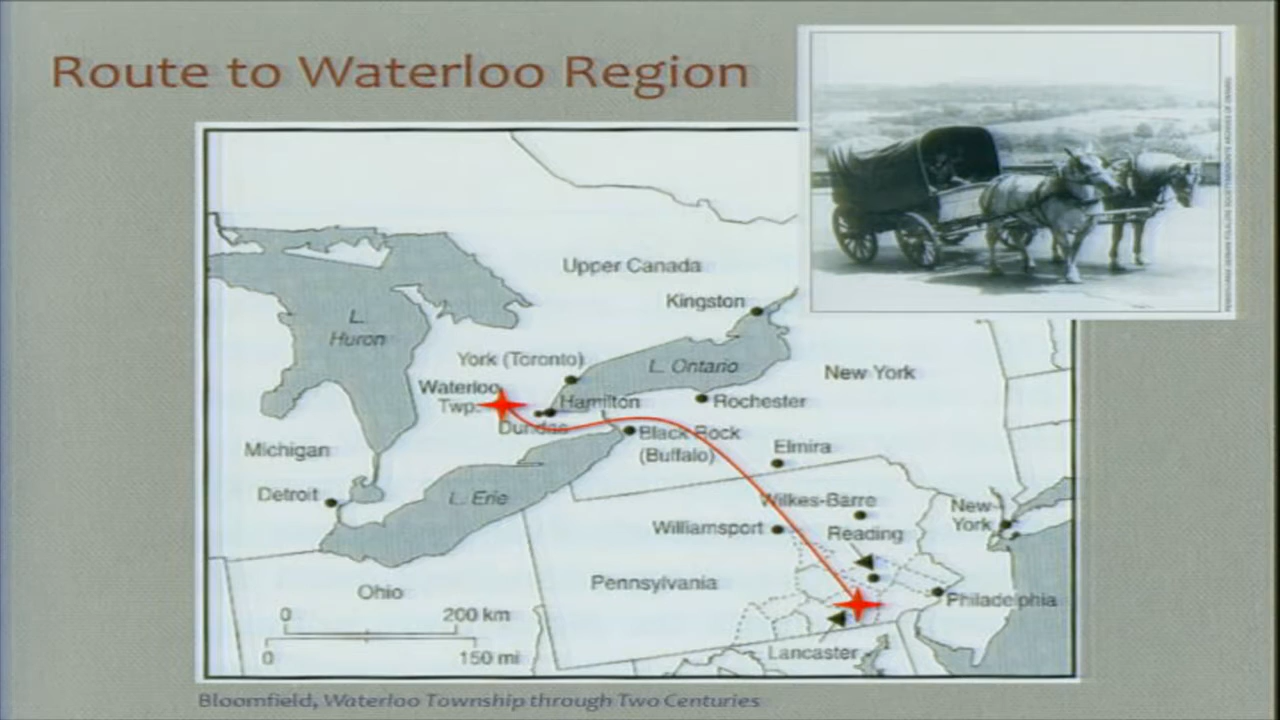 Route to Waterloo Region
Upper Canada
Kingston
L.
Huron
York (Toronto)
L. Ontario
New York
Waterloo
Twp.
Hamilton
Rochester
Dundas
Black Rock
(Buffalo)
Elmira
Michigan
Detroit
L. Erie
Wilkes-Barre
New
York
Williamsport
Reading
Pennsylvania
Ohio
Philadelphia
0 200 km
0 150 mi
Lancaster
Bloomfield, Waterloo Township through Two Centuries